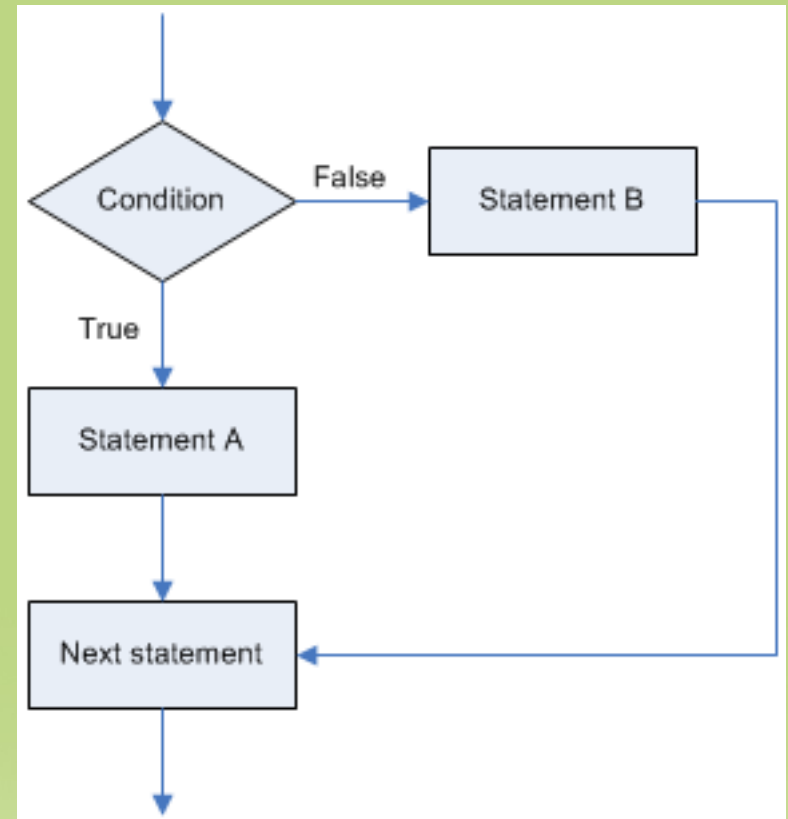 Condition
False
Statement B
True
Statement A
Next statement